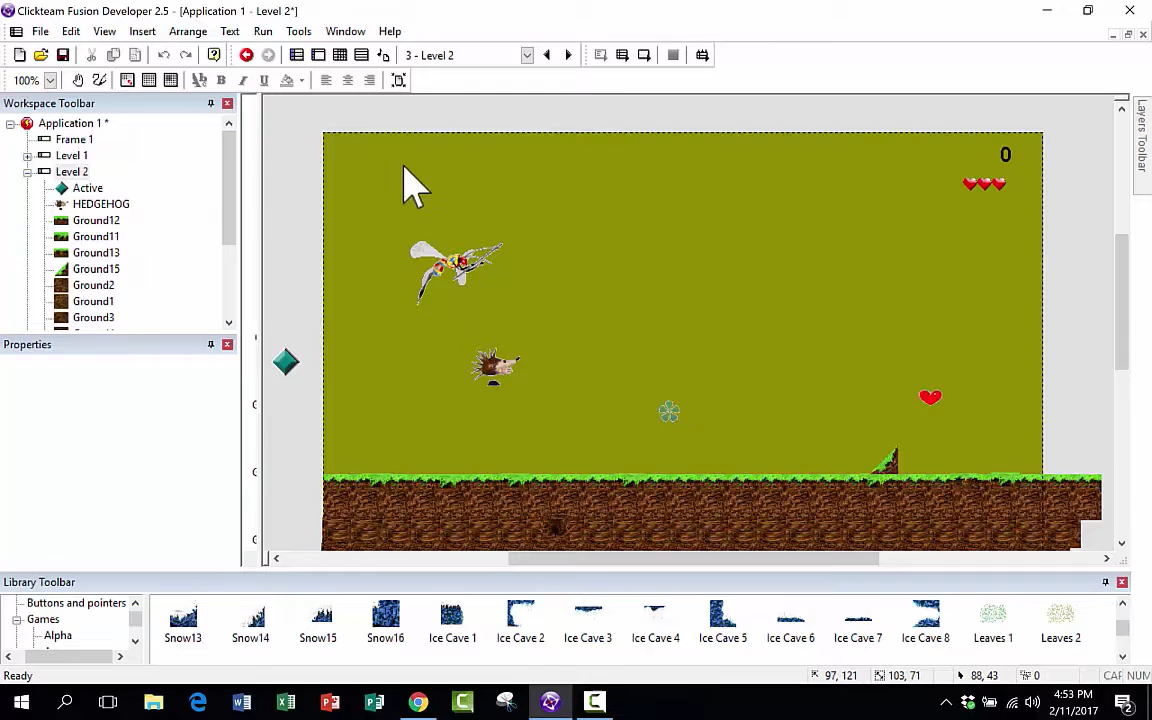 Clickteam Fusion Developer 2.5 - [Application 1 - Level 2*]
File Edit View Insert Arrange Text Run Tools Window Help
3 - Level 2
100%
B I U
Workspace Toolbar
Application 1 *
Frame 1
Level 1
Level 2
Active
HEDGEHOG
Ground12
Ground11
Ground13
Ground15
Ground2
Ground1
Ground3
Properties
0
Layers Toolbar
Library Toolbar
Buttons and pointers
Games
Alpha
Snow13 Snow14 Snow15 Snow16 Ice Cave 1 Ice Cave 2 Ice Cave 3 Ice Cave 4 Ice Cave 5 Ice Cave 6 Ice Cave 7 Ice Cave 8 Leaves 1 Leaves 2
Ready
97, 121 103, 71 88, 43 0 NUM
4:53 PM
2/11/2017